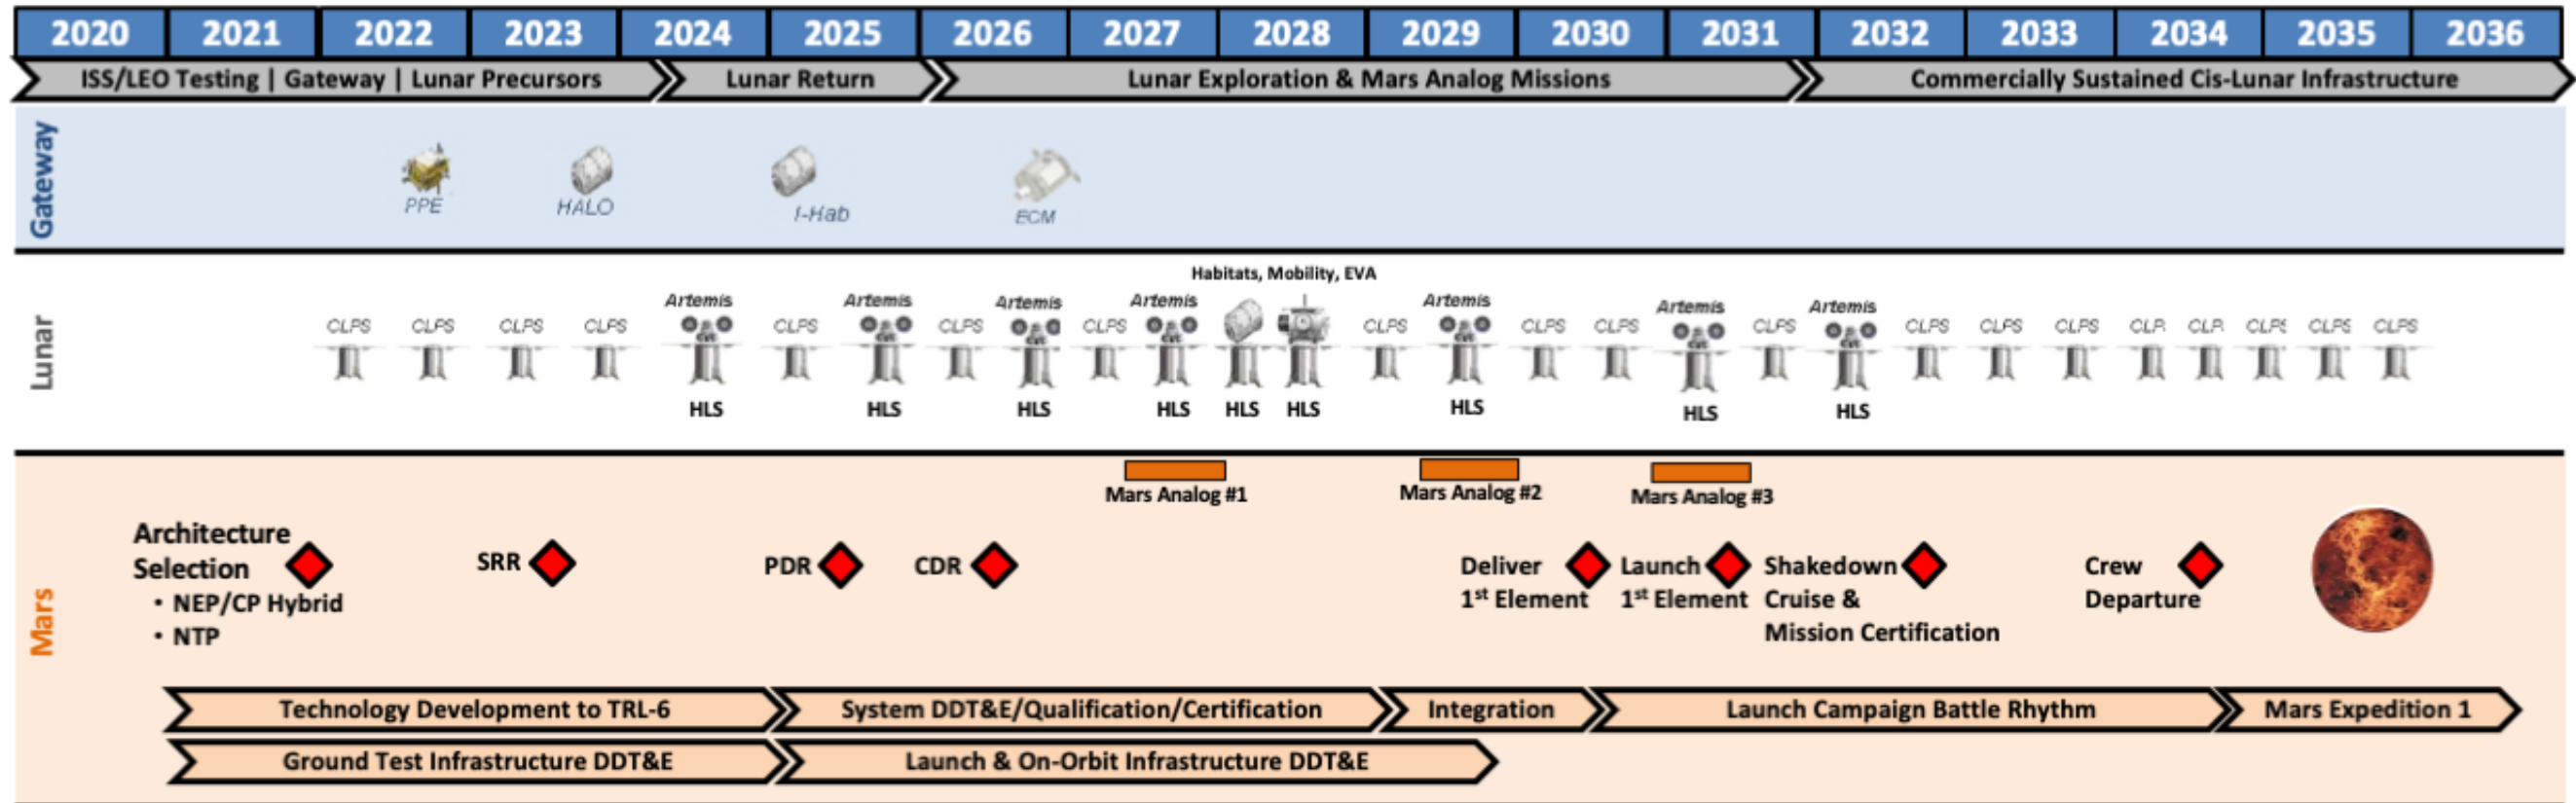 2020 2021 2022 2023 2024 2025 2026 2027 2028 2029 2030 2031 2032 2033 2034 2035 2036
ISS/LEO Testing | Gateway | Lunar Precursors Lunar Return Lunar Exploration & Mars Analog Missions Commercially Sustained Cis-Lunar Infrastructure
Gateway
PPE HALO I-Hab ECM
Lunar
Habitats, Mobility, EVA
Artemis Artemis Artemis Artemis Artemis Artemis Artemis
CLPS CLPS CLPS CLPS CLPS CLPS CLPS CLPS CLPS CLPS CLPS CLPS CLPS CLPS CLP CLP CLPS CLPS CLPS
HLS HLS HLS HLS HLS HLS HLS HLS HLS
Mars
Mars Analog #1 Mars Analog #2 Mars Analog #3
Architecture
Selection
• NEP/CP Hybrid
• NTP
SRR
PDR
CDR
Deliver
1st Element
Launch
1st Element
Shakedown
Cruise &
Mission Certification
Crew
Departure
Technology Development to TRL-6 System DDT&E/Qualification/Certification Integration Launch Campaign Battle Rhythm Mars Expedition 1
Ground Test Infrastructure DDT&E Launch & On-Orbit Infrastructure DDT&E